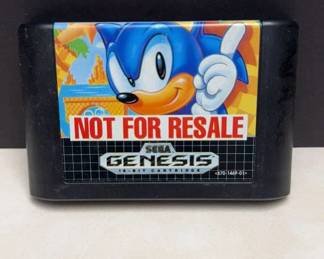 NOT FOR RESALE
SEGA
GENESIS
16-BIT CARTRIDGE